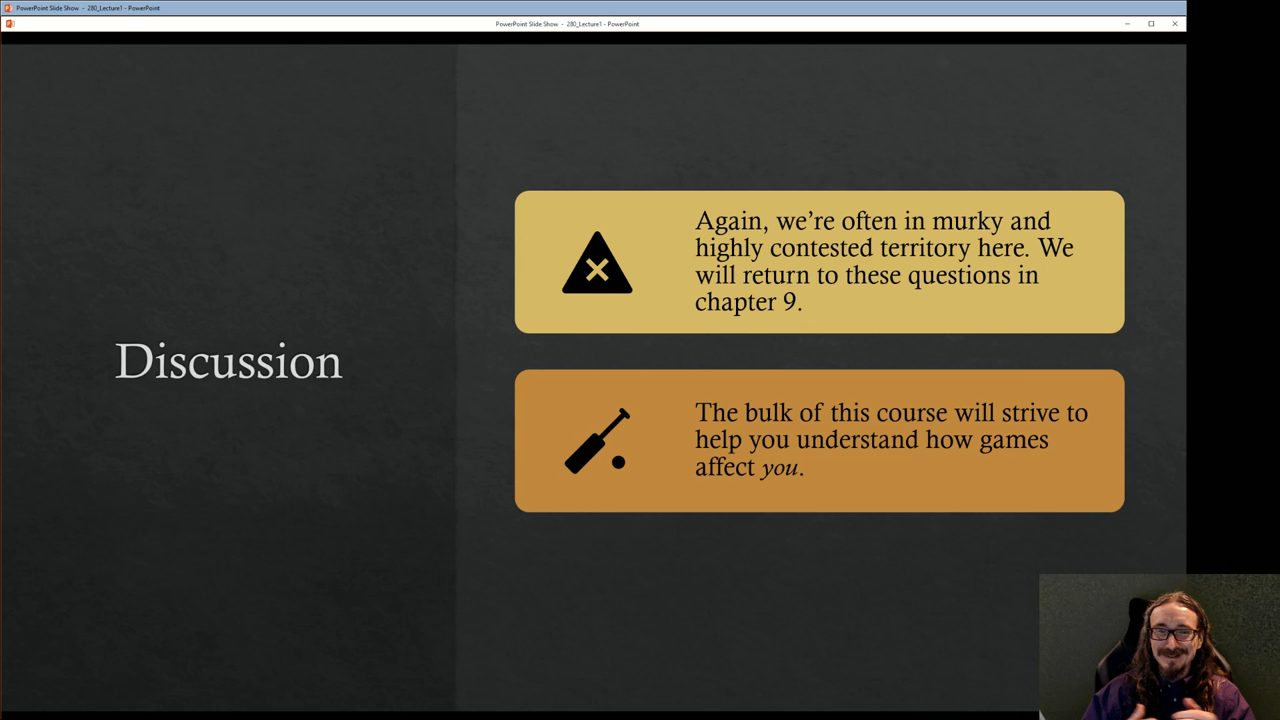 PowerPoint Slide Show - 280_Lecture1 - PowerPoint
PowerPoint Slide Show - 280_Lecture1 - PowerPoint
Discussion
Again, we’re often in murky and
highly contested territory here. We
will return to these questions in
chapter 9.
The bulk of this course will strive to
help you understand how games
affect you.